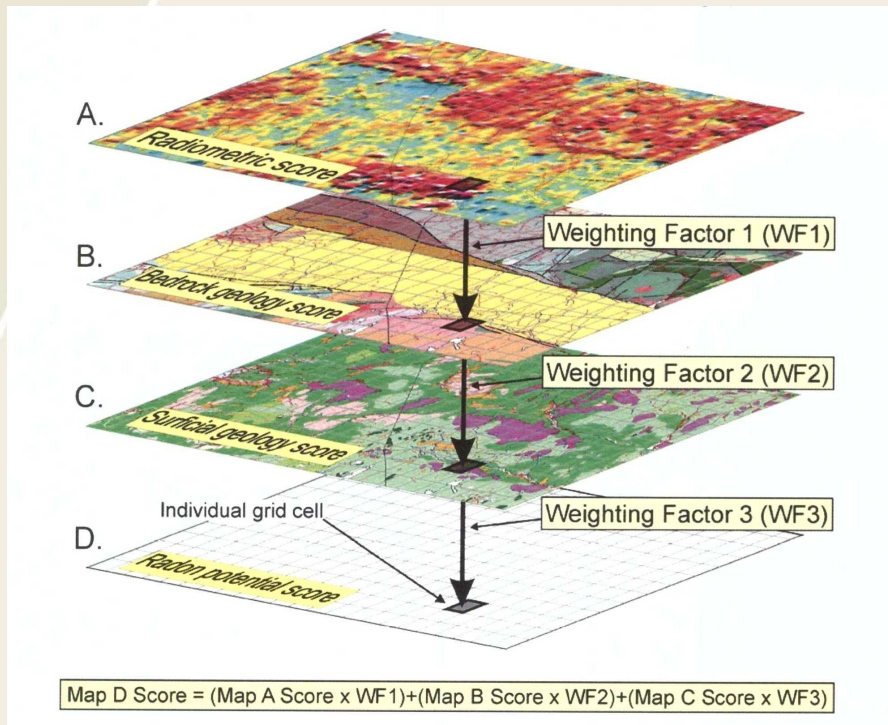 A.
Radiometric score
Weighting Factor 1 (WF1)
B.
Bedrock geology score
Weighting Factor 2 (WF2)
C.
Surficial geology score
Individual grid cell
Weighting Factor 3 (WF3)
D.
Radon potential score
Map D Score = (Map A Score x WF1)+(Map B Score x WF2)+(Map C Score x WF3)